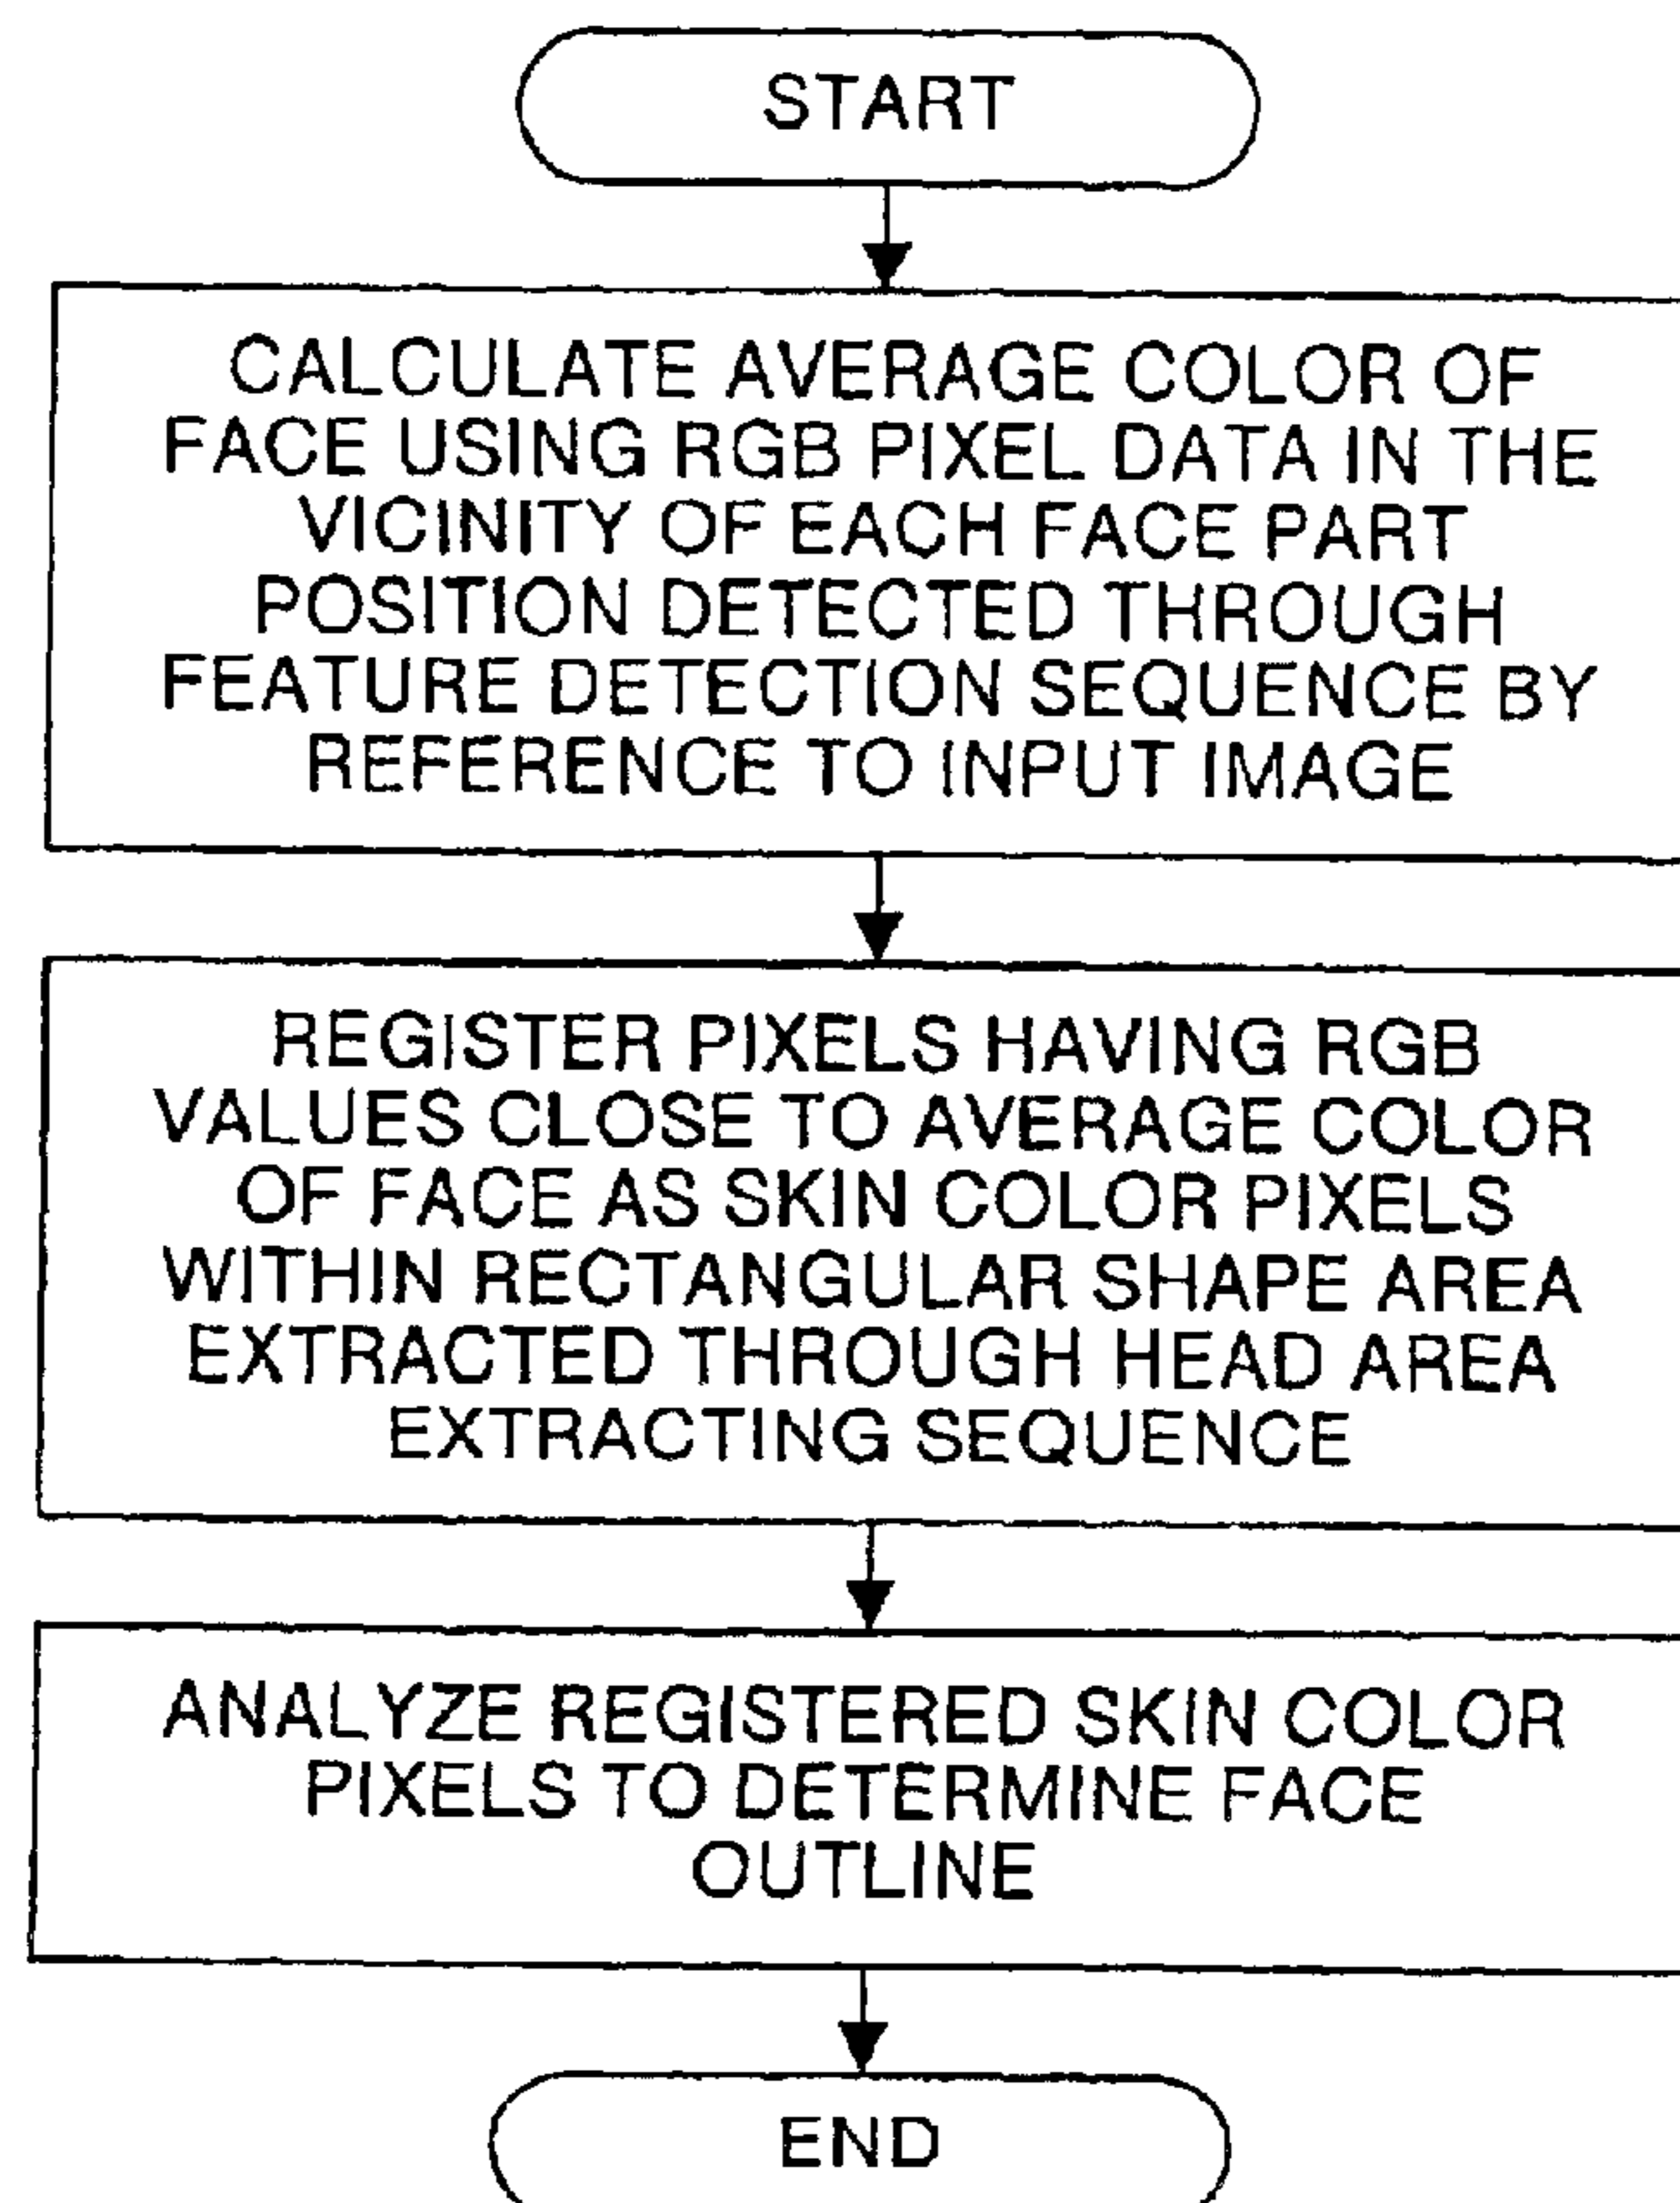 START
CALCULATE AVERAGE COLOR OF
FACE USING RGB PIXEL DATA IN THE
VICINITY OF EACH FACE PART
POSITION DETECTED THROUGH
FEATURE DETECTION SEQUENCE BY
REFERENCE TO INPUT IMAGE
REGISTER PIXELS HAVING RGB
VALUES CLOSE TO AVERAGE COLOR
OF FACE AS SKIN COLOR PIXELS
WITHIN RECTANGULAR SHAPE AREA
EXTRACTED THROUGH HEAD AREA
EXTRACTING SEQUENCE
ANALYZE REGISTERED SKIN COLOR
PIXELS TO DETERMINE FACE
OUTLINE
END